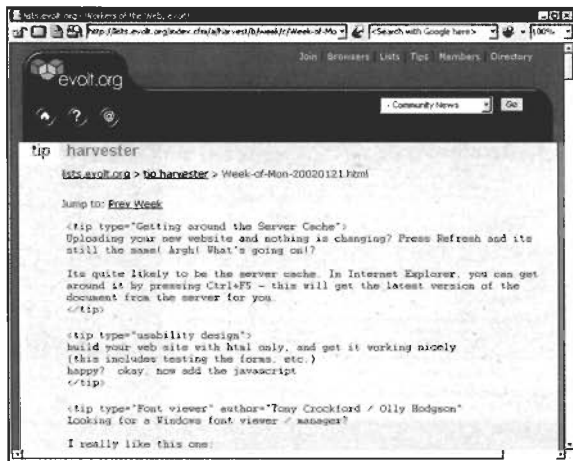 lists.evolt.org - Workers of the Web, evolt!
http://lists.evolt.org/index.cfm/a/harvest/b/week/c/Week-of-Mo
<Search with Google here>
100%
Join Browsers Lists Tips Members Directory
evolt.org
? @
- Community News
Go
tip harvester
lists.evolt.org > tip harvester > Week-of-Mon-20020121.html
Jump to: Prev Week
<tip type="Getting around the Server Cache">
Uploading your new website and nothing is changing? Press Refresh and its
still the same! Argh! What's going on!?
Its quite likely to be the server cache. In Internet Explorer, you can get
around it by pressing Ctrl+F5 - this will get the latest version of the
document from the server for you.
</tip>
<tip type="usability design">
build your web site with html only, and get it working nicely
(this includes testing the forms, etc.)
happy? okay, now add the javascript
</tip>
<tip type="Font viewer" author="Tony Crockford / Olly Hodgson"
Looking for a Windows font viewer / manager?
I really like this one: